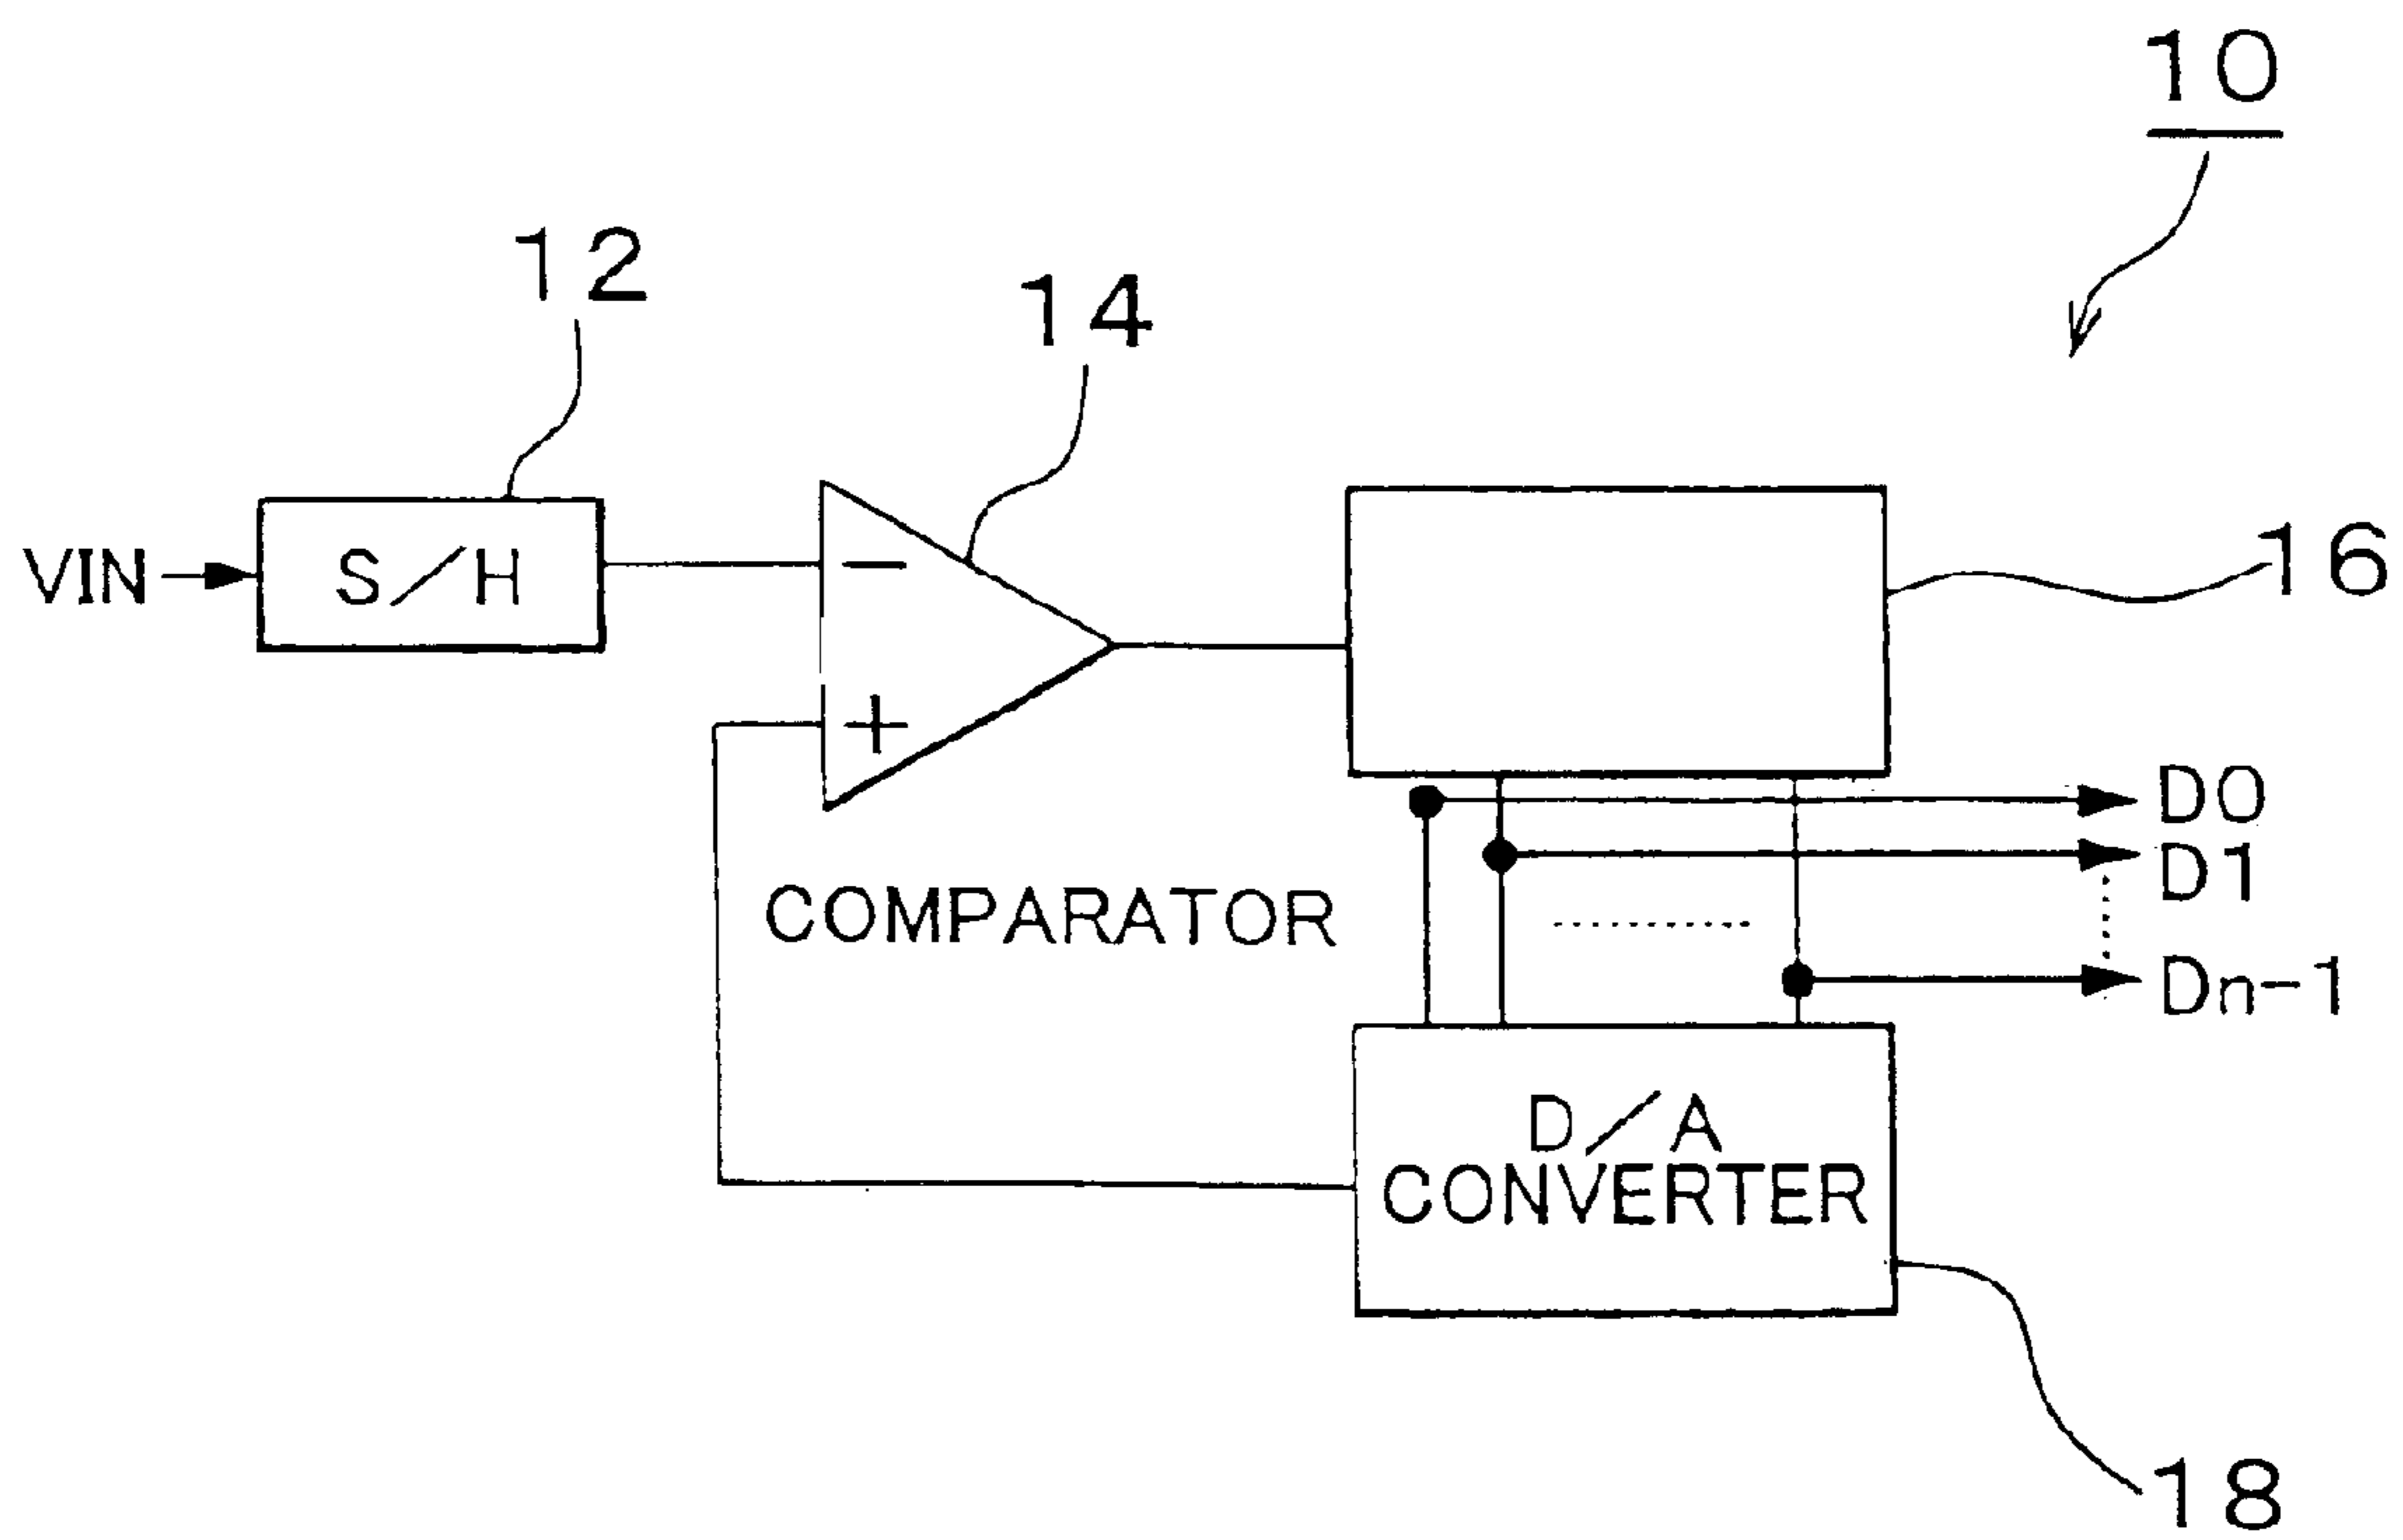 10
12
14
VIN
S/H
−
+
16
D0
D1
COMPARATOR
Dn-1
D/A
CONVERTER
18